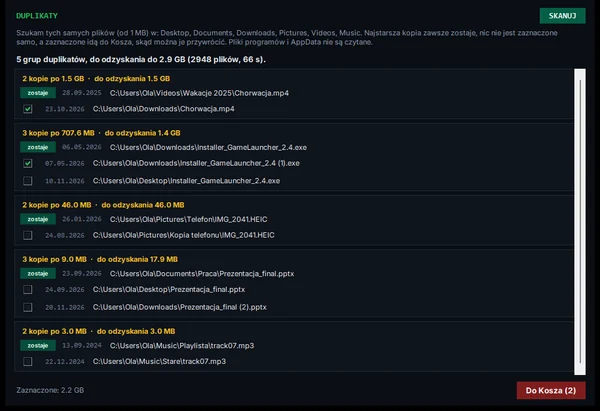 DUPLIKATY
SKANUJ
Szukam tych samych plików (od 1 MB) w: Desktop, Documents, Downloads, Pictures, Videos, Music. Najstarsza kopia zawsze zostaje, nic nie jest zaznaczone
samo, a zaznaczone idą do Kosza, skąd można je przywrócić. Pliki programów i AppData nie są czytane.
5 grup duplikatów, do odzyskania do 2.9 GB (2948 plików, 66 s).
2 kopie po 1.5 GB · do odzyskania 1.5 GB
zostaje 28.09.2025 C:\Users\Ola\Videos\Wakacje 2025\Chorwacja.mp4
23.10.2026 C:\Users\Ola\Downloads\Chorwacja.mp4
3 kopie po 707.6 MB · do odzyskania 1.4 GB
zostaje 06.05.2026 C:\Users\Ola\Downloads\Installer_GameLauncher_2.4.exe
07.05.2026 C:\Users\Ola\Downloads\Installer_GameLauncher_2.4 (1).exe
10.11.2026 C:\Users\Ola\Desktop\Installer_GameLauncher_2.4.exe
2 kopie po 46.0 MB · do odzyskania 46.0 MB
zostaje 26.01.2026 C:\Users\Ola\Pictures\Telefon\IMG_2041.HEIC
24.08.2026 C:\Users\Ola\Pictures\Kopia telefonu\IMG_2041.HEIC
3 kopie po 9.0 MB · do odzyskania 17.9 MB
zostaje 23.09.2026 C:\Users\Ola\Documents\Praca\Prezentacja_final.pptx
24.09.2026 C:\Users\Ola\Desktop\Prezentacja_final.pptx
20.11.2026 C:\Users\Ola\Downloads\Prezentacja_final (2).pptx
2 kopie po 3.0 MB · do odzyskania 3.0 MB
zostaje 13.09.2024 C:\Users\Ola\Music\Playlista\track07.mp3
22.12.2024 C:\Users\Ola\Music\Stare\track07.mp3
Zaznaczone: 2.2 GB
Do Kosza (2)